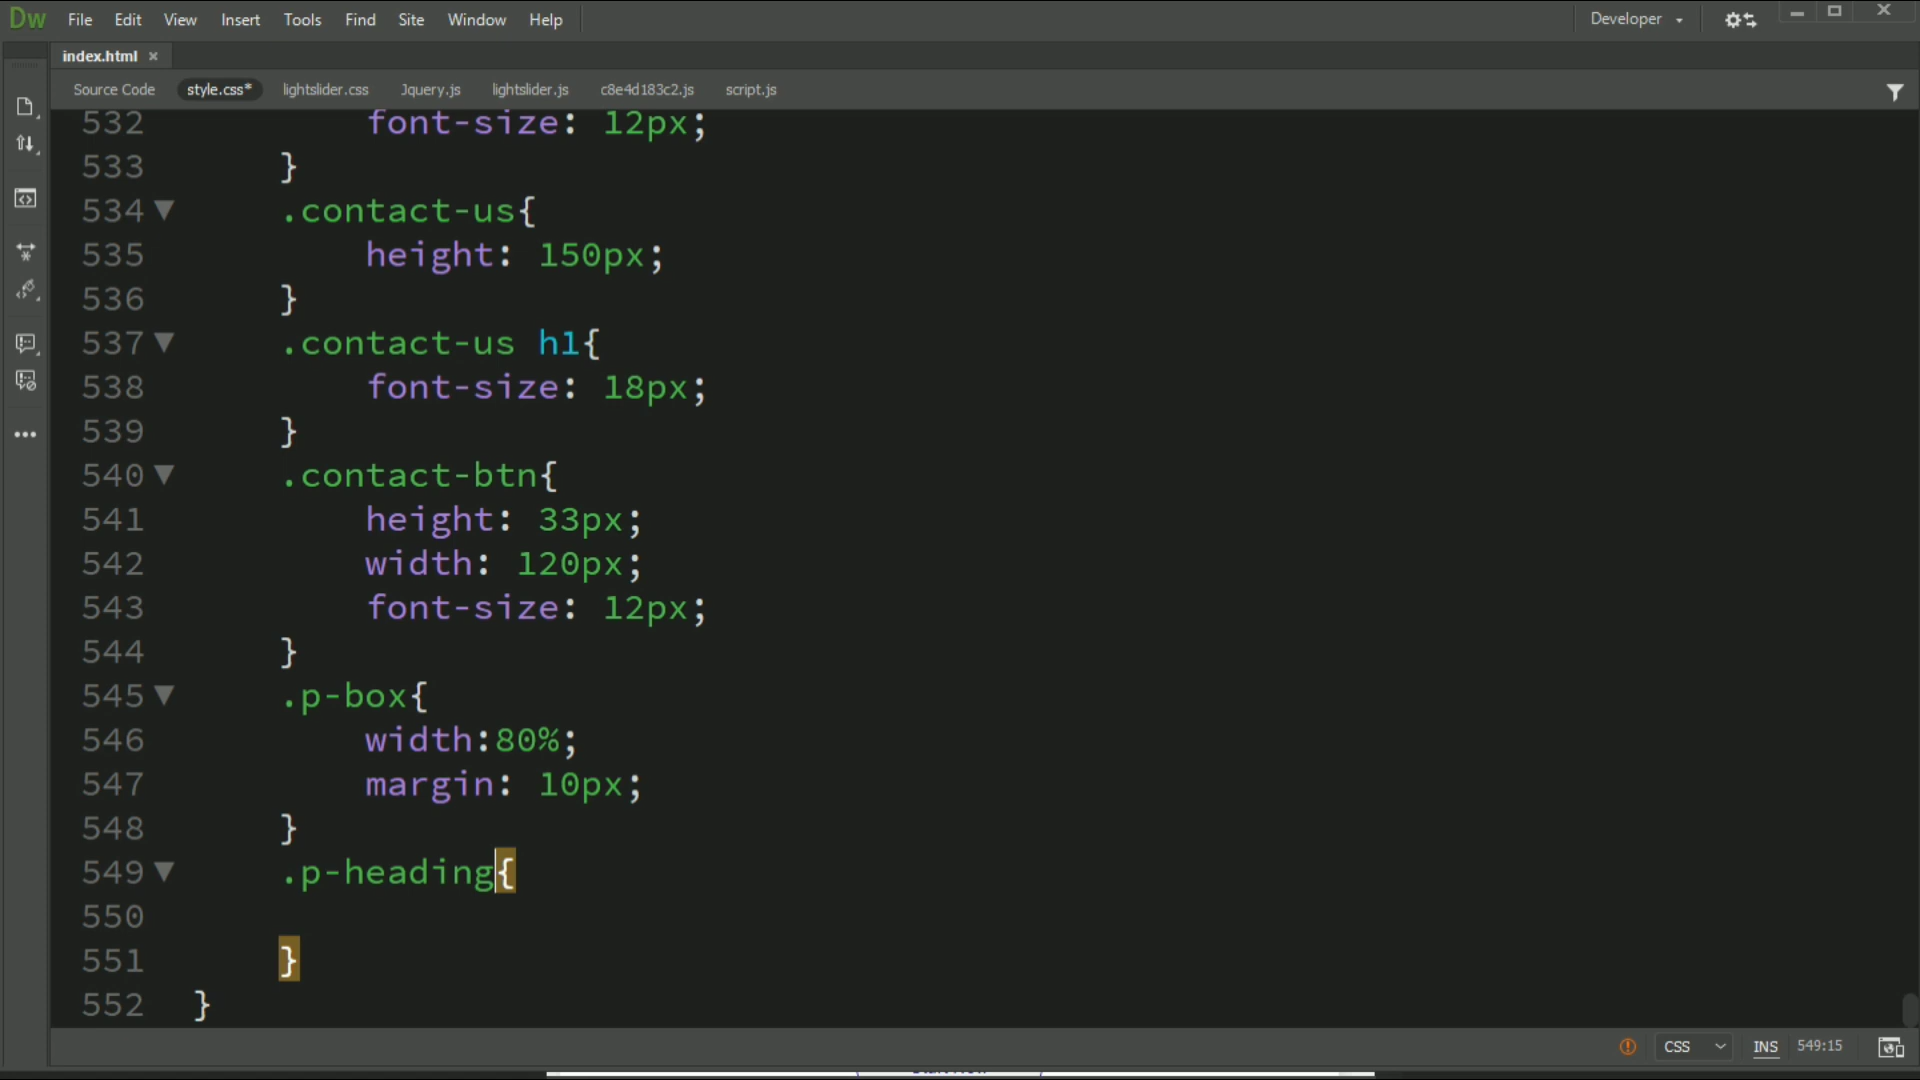 Dw File Edit View Insert Tools Find Site Window Help Developer
index.html ×
Source Code style.css* lightslider.css Jquery.js lightslider.js c8e4d183c2.js script.js
532 font-size: 12px;
533 }
534 .contact-us{
535 height: 150px;
536 }
537 .contact-us h1{
538 font-size: 18px;
539 }
540 .contact-btn{
541 height: 33px;
542 width: 120px;
543 font-size: 12px;
544 }
545 .p-box{
546 width:80%;
547 margin: 10px;
548 }
549 .p-heading{
550
551 }
552 }
CSS INS 549:15